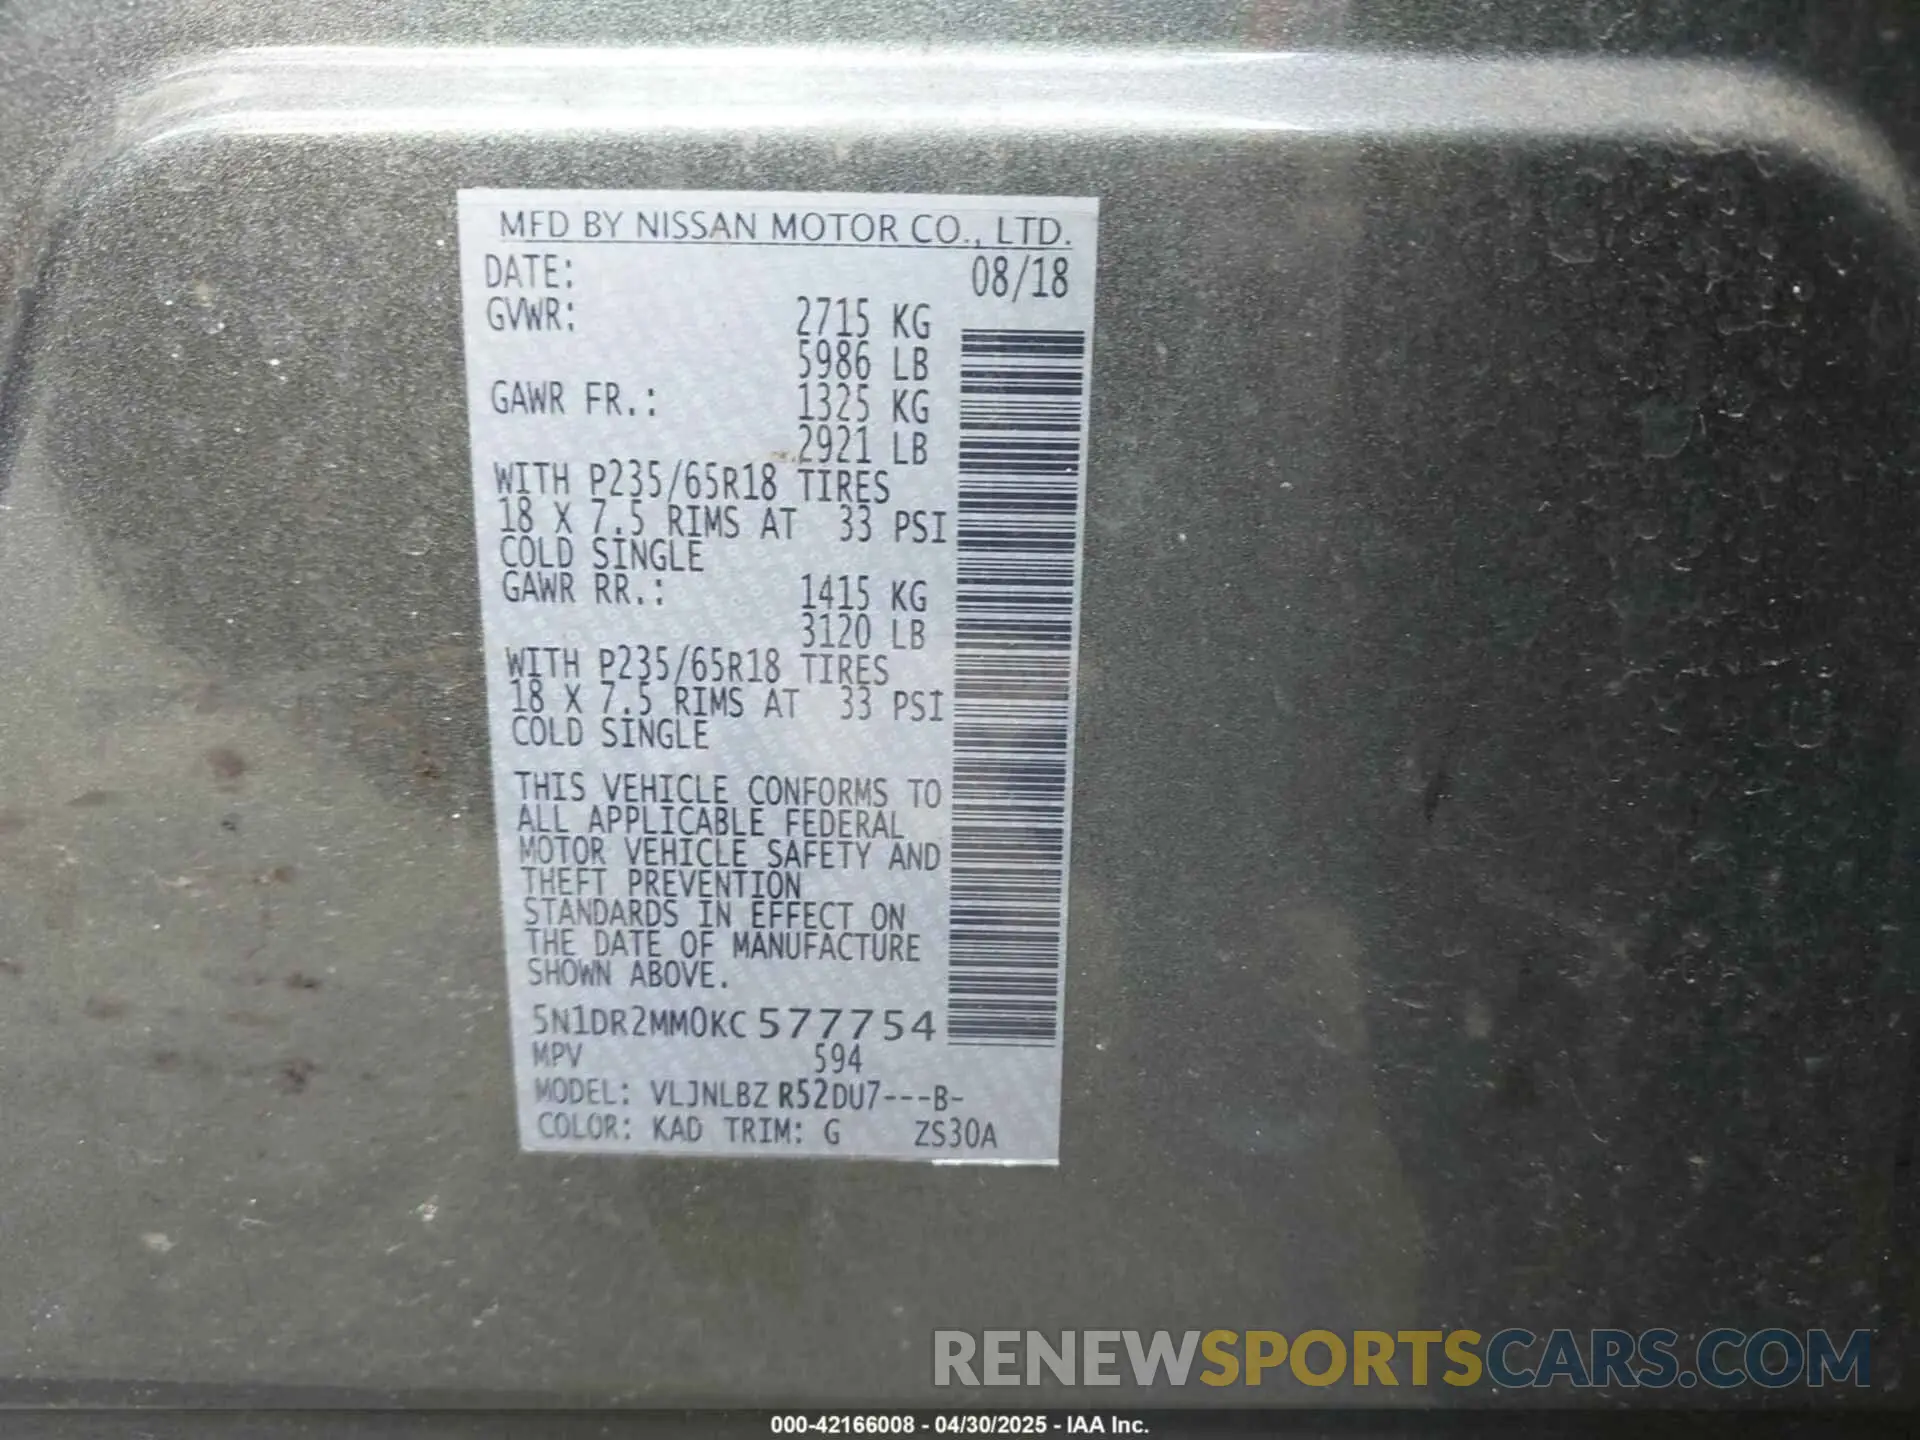 MFD BY NISSAN MOTOR CO., LTD.
DATE: 08/18
GVWR: 2715 KG
5986 LB
GAWR FR.: 1325 KG
2921 LB
WITH P235/65R18 TIRES
18 X 7.5 RIMS AT 33 PSI
COLD SINGLE
GAWR RR.: 1415 KG
3120 LB
WITH P235/65R18 TIRES
18 X 7.5 RIMS AT 33 PSI
COLD SINGLE
THIS VEHICLE CONFORMS TO
ALL APPLICABLE FEDERAL
MOTOR VEHICLE SAFETY AND
THEFT PREVENTION
STANDARDS IN EFFECT ON
THE DATE OF MANUFACTURE
SHOWN ABOVE.
5N1DR2MM0KC577754
MPV 594
MODEL: VLJNLBZ R52DU7---B-
COLOR: KAD TRIM: G ZS30A
RENEWSPORTSCARS.COM
000-42166008 - 04/30/2025 - IAA Inc.